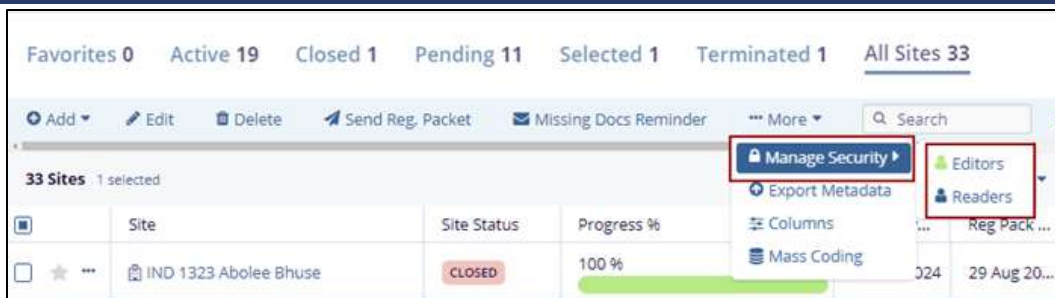 Favorites 0 Active 19 Closed 1 Pending 11 Selected 1 Terminated 1 All Sites 33
Add Edit Delete Send Reg. Packet Missing Docs Reminder ... More Search
Manage Security Editors
33 Sites 1 selected
Export Metadata Readers
Site Site Status Progress % Columns ... Reg Pack ...
Mass Coding
IND 1323 Abolee Bhuse CLOSED 100 % 024 29 Aug 20...